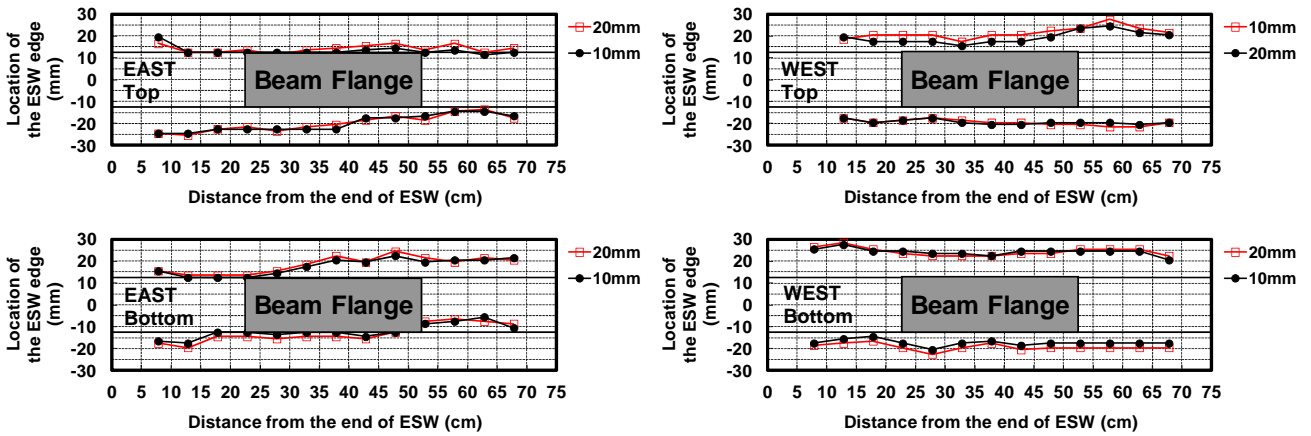 Location of
the ESW edge
(mm)
30
20
10
0
-10
-20
-30
EAST
Top
Beam Flange
0 5 10 15 20 25 30 35 40 45 50 55 60 65 70 75
Distance from the end of ESW (cm)
20mm
10mm
Location of
the ESW edge
(mm)
30
20
10
0
-10
-20
-30
WEST
Top
Beam Flange
0 5 10 15 20 25 30 35 40 45 50 55 60 65 70 75
Distance from the end of ESW (cm)
10mm
20mm
Location of
the ESW edge
(mm)
30
20
10
0
-10
-20
-30
EAST
Bottom
Beam Flange
0 5 10 15 20 25 30 35 40 45 50 55 60 65 70 75
Distance from the end of ESW (cm)
20mm
10mm
Location of
the ESW edge
(mm)
30
20
10
0
-10
-20
-30
WEST
Bottom
Beam Flange
0 5 10 15 20 25 30 35 40 45 50 55 60 65 70 75
Distance from the end of ESW (cm)
20mm
10mm